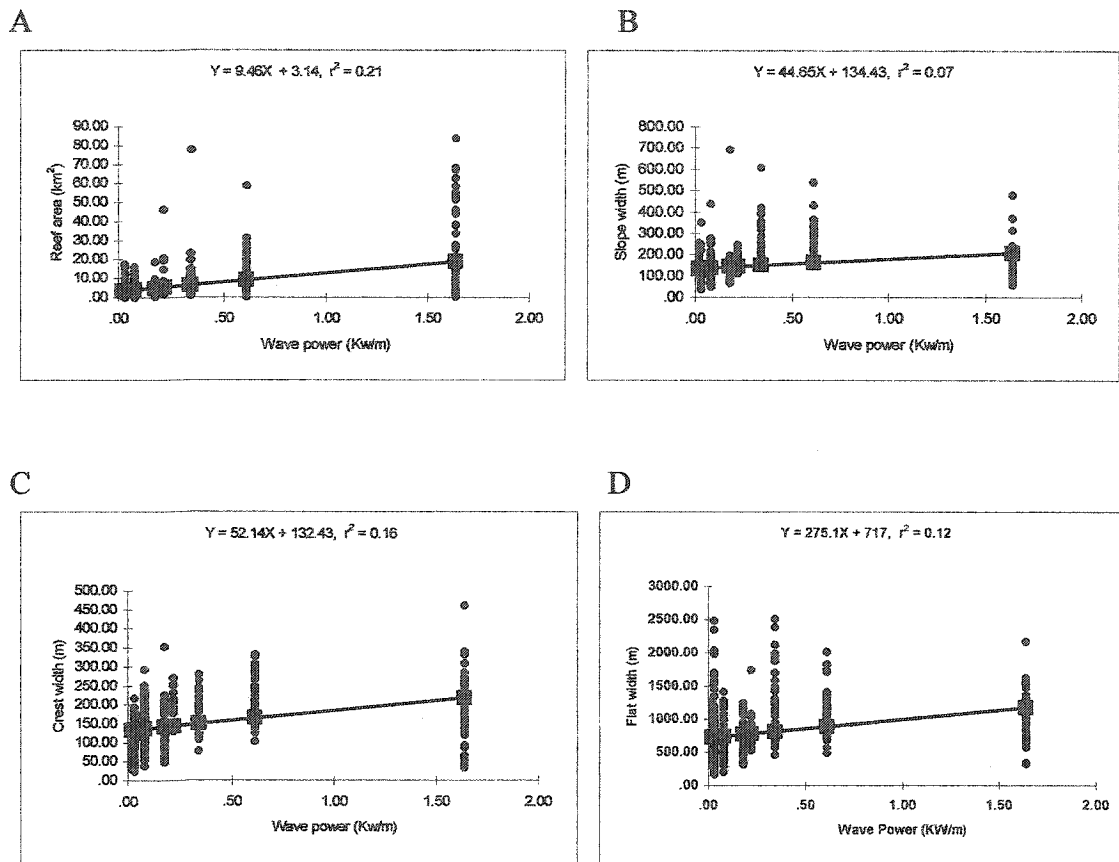 A
Y = 9.46X + 3.14, r² = 0.21
Reef area (km²)
90.00
80.00
70.00
60.00
50.00
40.00
30.00
20.00
10.00
.00
.00 .50 1.00 1.50 2.00
Wave power (Kw/m)
B
Y = 44.65X + 134.43, r² = 0.07
Slope width (m)
800.00
700.00
600.00
500.00
400.00
300.00
200.00
100.00
.00
.00 .50 1.00 1.50 2.00
Wave power (Kw/m)
C
Y = 52.14X + 132.43, r² = 0.16
Crest width (m)
500.00
450.00
400.00
350.00
300.00
250.00
200.00
150.00
100.00
50.00
.00
.00 .50 1.00 1.50 2.00
Wave power (Kw/m)
D
Y = 275.1X + 717, r² = 0.12
Flat width (m)
3000.00
2500.00
2000.00
1500.00
1000.00
500.00
.00
.00 .50 1.00 1.50 2.00
Wave Power (KW/m)